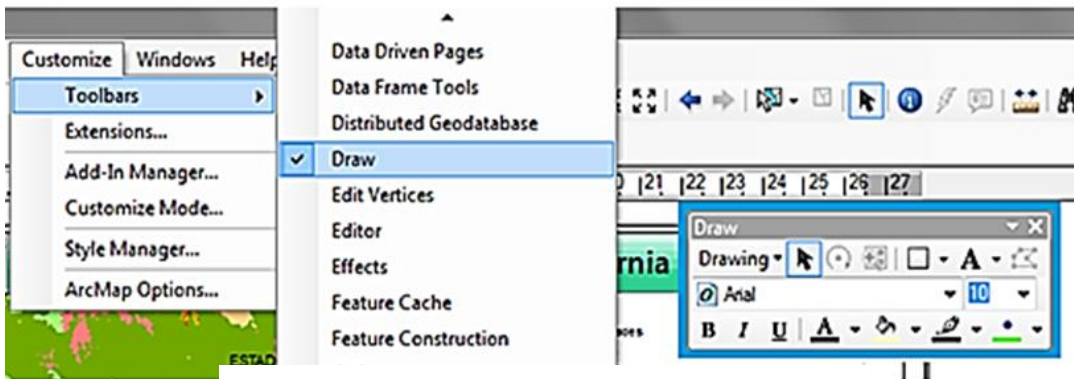 Customize Windows Help
Toolbars
Extensions...
Add-In Manager...
Customize Mode...
Style Manager...
ArcMap Options...
Data Driven Pages
Data Frame Tools
Distributed Geodatabase
Draw
Edit Vertices
Editor
Effects
Feature Cache
Feature Construction
21 22 23 24 25 26 27
rnia
Draw
Drawing A
Arial 10
B I U A
ESTAD